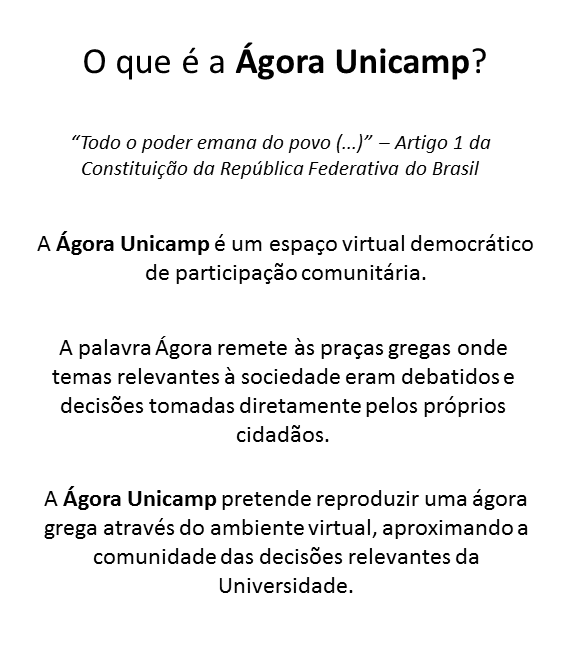 O que é a Ágora Unicamp?
“Todo o poder emana do povo (...)” – Artigo 1 da
Constituição da República Federativa do Brasil
A Ágora Unicamp é um espaço virtual democrático
de participação comunitária.
A palavra Ágora remete às praças gregas onde
temas relevantes à sociedade eram debatidos e
decisões tomadas diretamente pelos próprios
cidadãos.
A Ágora Unicamp pretende reproduzir uma ágora
grega através do ambiente virtual, aproximando a
comunidade das decisões relevantes da
Universidade.